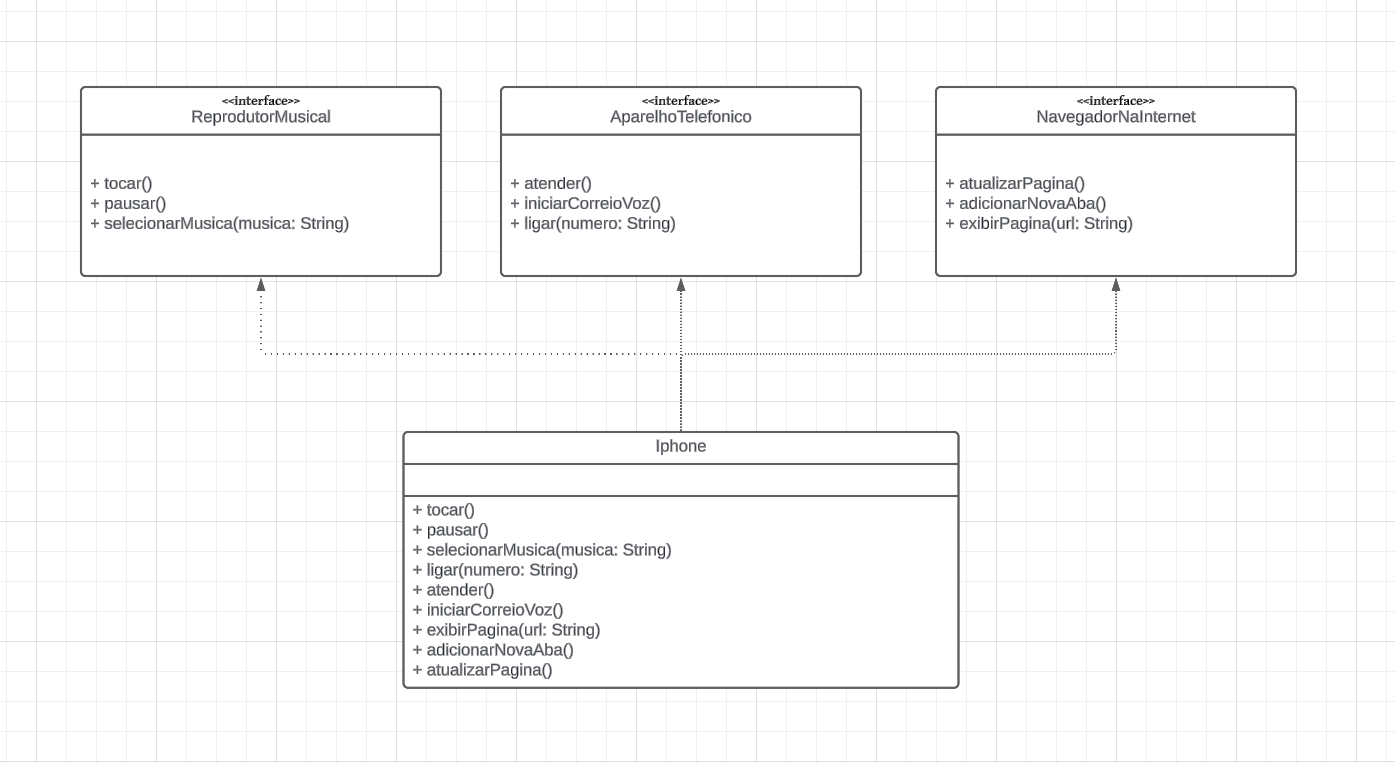 <<interface>>
ReprodutorMusical
+ tocar()
+ pausar()
+ selecionarMusica(musica: String)
<<interface>>
AparelhoTelefonico
+ atender()
+ iniciarCorreioVoz()
+ ligar(numero: String)
<<interface>>
NavegadorNaInternet
+ atualizarPagina()
+ adicionarNovaAba()
+ exibirPagina(url: String)
Iphone
+ tocar()
+ pausar()
+ selecionarMusica(musica: String)
+ ligar(numero: String)
+ atender()
+ iniciarCorreioVoz()
+ exibirPagina(url: String)
+ adicionarNovaAba()
+ atualizarPagina()